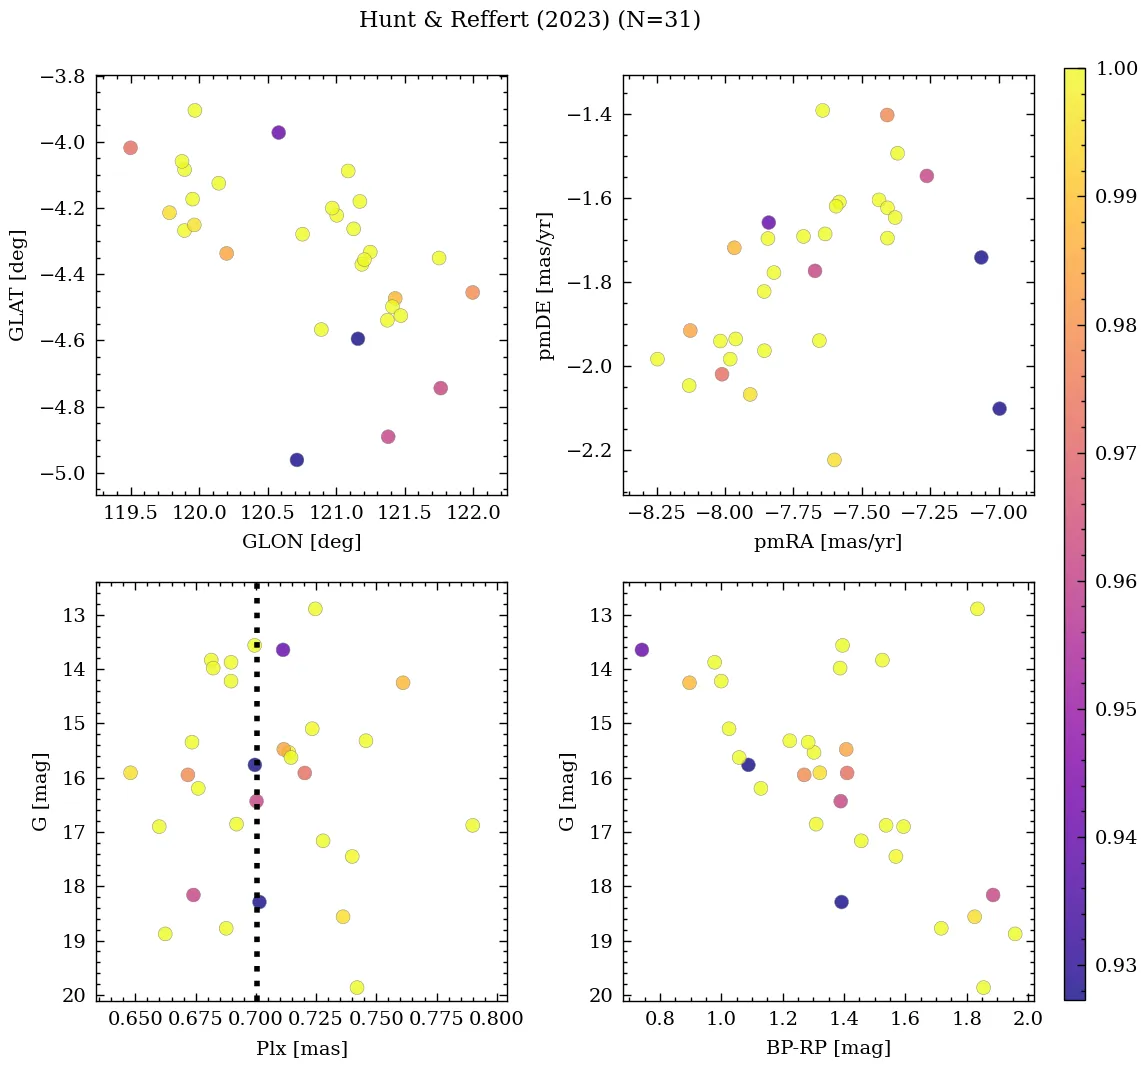 Hunt & Reffert (2023) (N=31)
−3.8
−4.0
−4.2
−4.4
−4.6
−4.8
−5.0
GLAT [deg]
119.5 120.0 120.5 121.0 121.5 122.0
GLON [deg]
−1.4
−1.6
−1.8
−2.0
−2.2
pmDE [mas/yr]
−8.25 −8.00 −7.75 −7.50 −7.25 −7.00
pmRA [mas/yr]
13
14
15
16
17
18
19
20
G [mag]
0.650 0.675 0.700 0.725 0.750 0.775 0.800
Plx [mas]
13
14
15
16
17
18
19
20
G [mag]
0.8 1.0 1.2 1.4 1.6 1.8 2.0
BP-RP [mag]
1.00
0.99
0.98
0.97
0.96
0.95
0.94
0.93